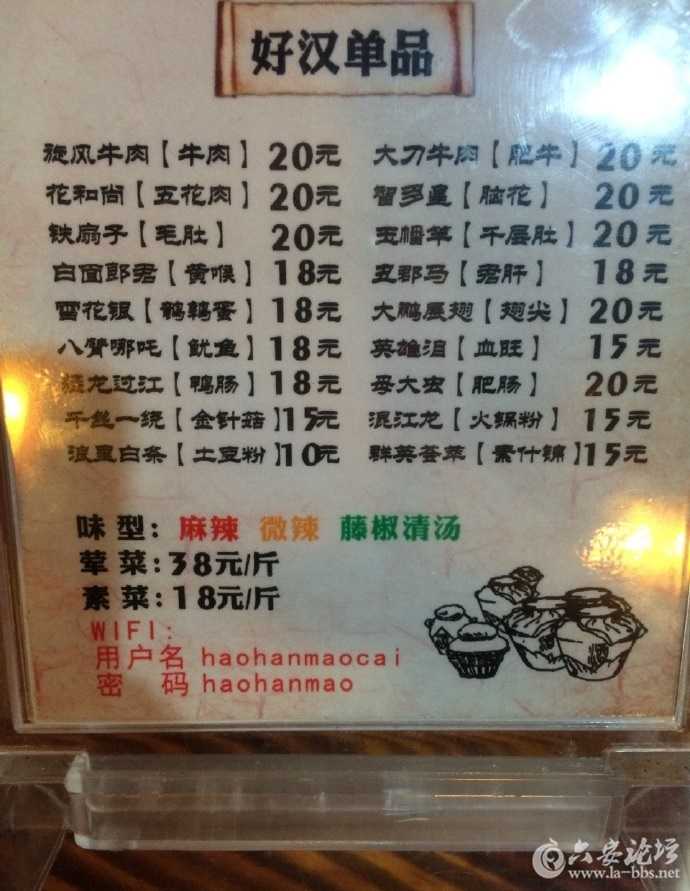 好汉单品
旋风牛肉【牛肉】20元 大刀牛肉【肥牛】20元
花和尚【五花肉】20元 智多星【脑花】20元
铁扇子【毛肚】20元 玉幡竿【千层肚】20元
白面郎君【黄喉】18元 五郡马【老肝】18元
雪花银【鹌鹑蛋】18元 大鹏展翅【翅尖】20元
八臂哪吒【鱿鱼】18元 英雄泪【血旺】15元
龙过江【鸭肠】18元 母大虫【肥肠】20元
千丝一绕【金针菇】15元 混江龙【火锅粉】15元
浪里白条【土豆粉】10元 群英荟萃【素什锦】15元
味型：麻辣 微辣 藤椒清汤
荤菜：38元/斤
素菜：18元/斤
WIFI:
用户名 haohanmaocai
密 码 haohanmao
六安论坛
www.la-bbs.net